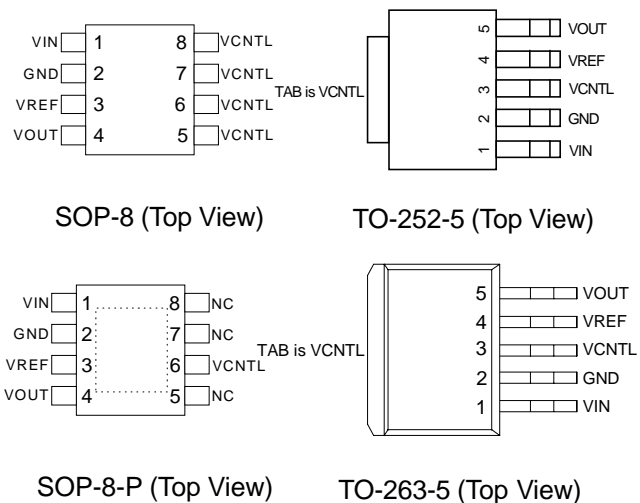 VIN 1 8 VCNTL
GND 2 7 VCNTL
VREF 3 6 VCNTL
VOUT 4 5 VCNTL
SOP-8 (Top View)
TAB is VCNTL
5 VOUT
4 VREF
3 VCNTL
2 GND
1 VIN
TO-252-5 (Top View)
VIN 1 8 NC
GND 2 7 NC
VREF 3 6 VCNTL
VOUT 4 5 NC
SOP-8-P (Top View)
TAB is VCNTL
5 VOUT
4 VREF
3 VCNTL
2 GND
1 VIN
TO-263-5 (Top View)